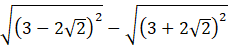 √((3 − 2√2)²) − √((3 + 2√2)²)